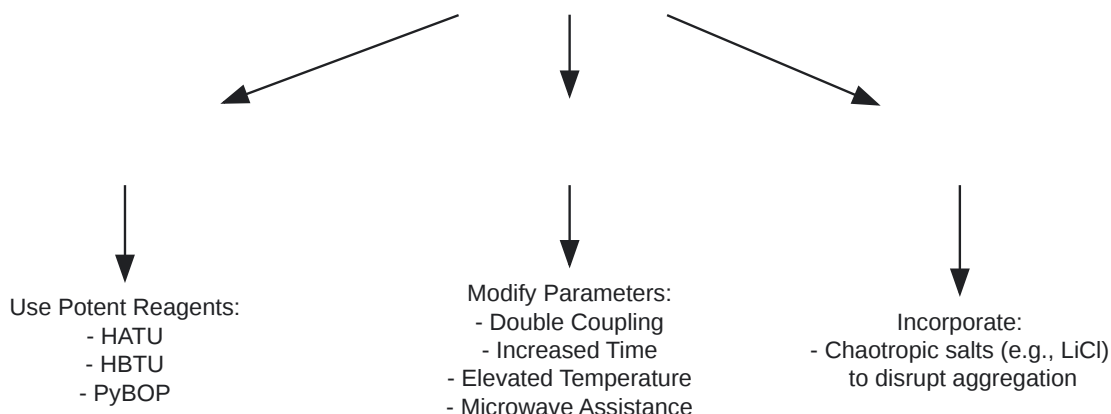 Use Potent Reagents:
- HATU
- HBTU
- PyBOP
Modify Parameters:
- Double Coupling
- Increased Time
- Elevated Temperature
- Microwave Assistance
Incorporate:
- Chaotropic salts (e.g., LiCl)
to disrupt aggregation